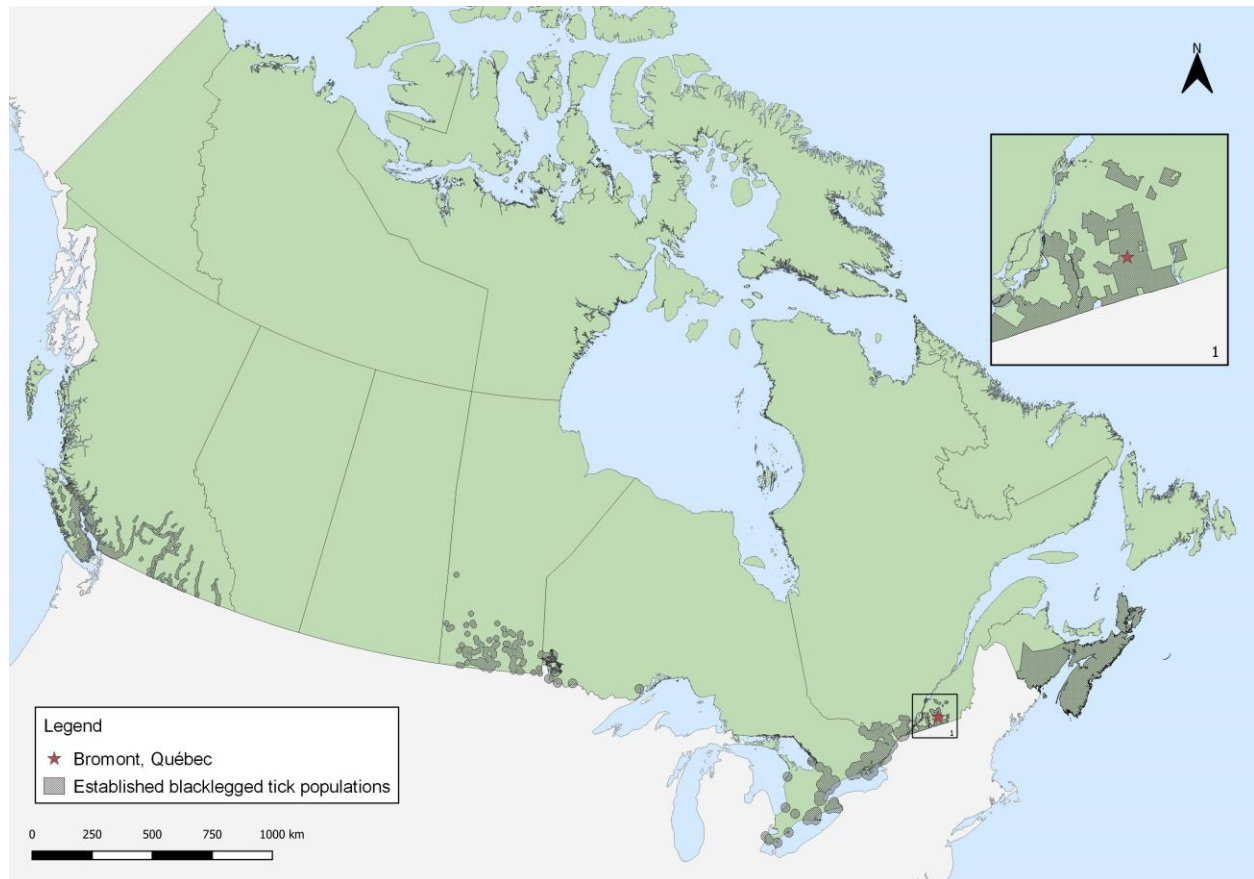 N
1
1
Legend
Bromont, Québec
Established blacklegged tick populations
0 250 500 750 1000 km